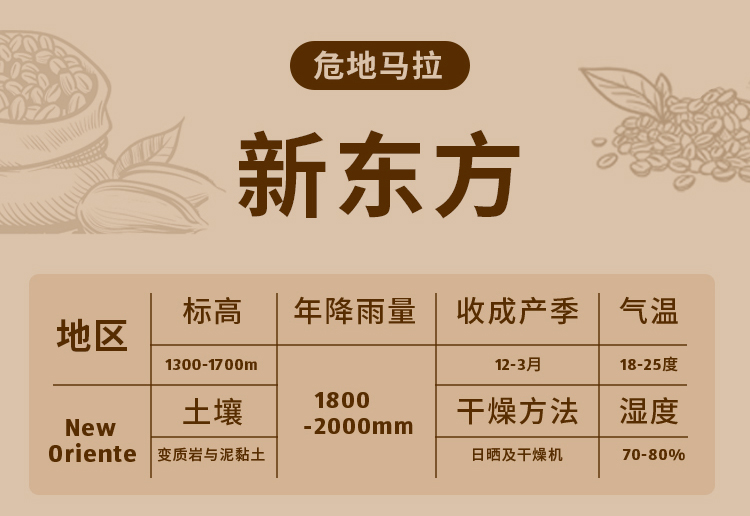 危地马拉
新东方
地区
标高
年降雨量
收成产季
气温
1300-1700m
12-3月
18-25度
New
Oriente
土壤
1800
-2000mm
干燥方法
湿度
变质岩与泥黏土
日晒及干燥机
70-80%